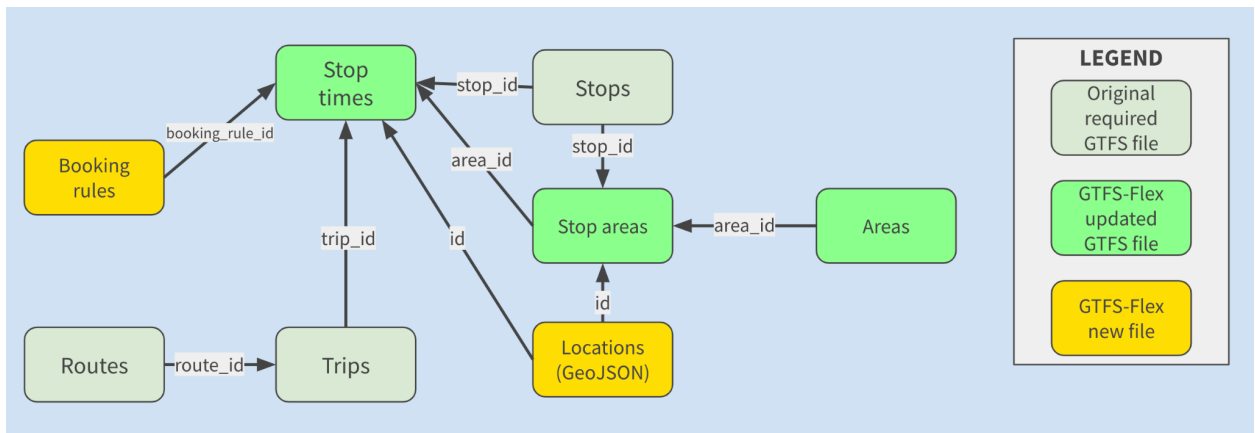 Stop
times
stop_id
Stops
LEGEND
Original
required
GTFS file
booking_rule_id
stop_id
area_id
Booking
rules
trip_id
id
Stop areas
area_id
Areas
GTFS-Flex
updated
GTFS file
id
GTFS-Flex
new file
Routes
route_id
Trips
Locations
(GeoJSON)